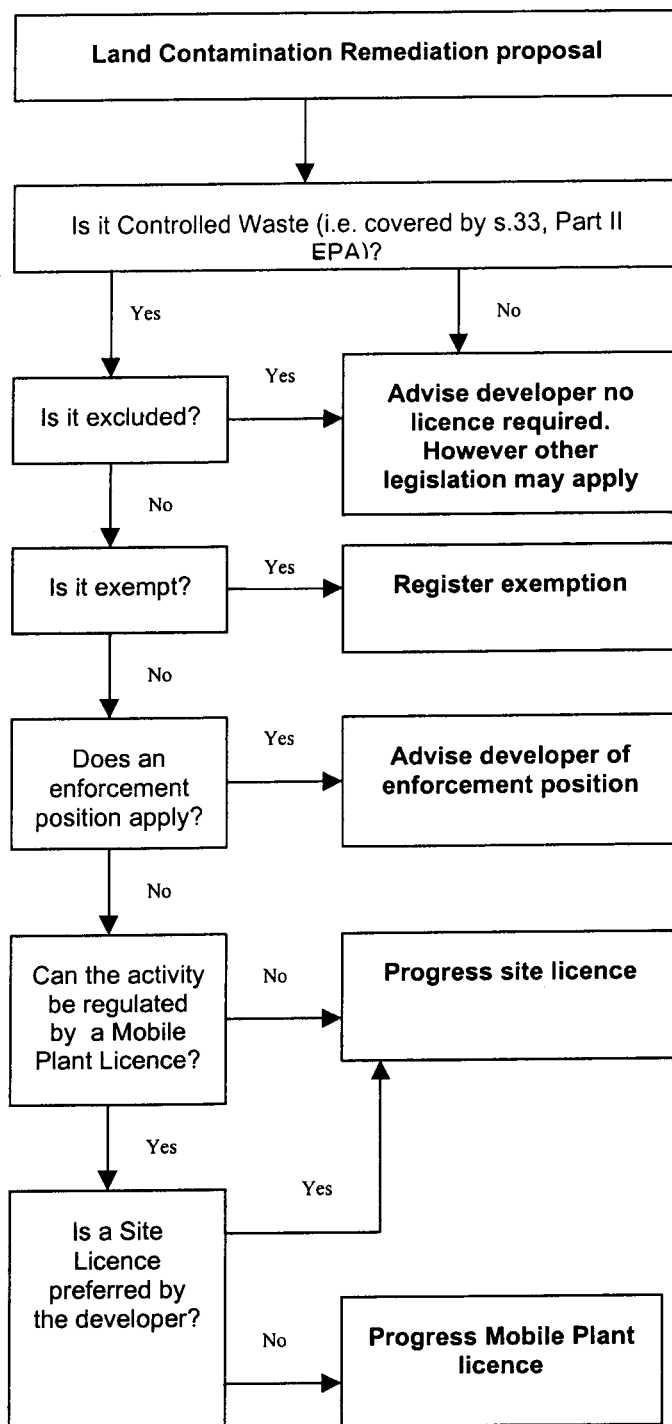 Land Contamination Remediation proposal
Is it Controlled Waste (i.e. covered by s.33, Part II
EPA)?
Yes
No
Is it excluded?
Yes
Advise developer no
licence required.
However other
legislation may apply
No
Is it exempt?
Yes
Register exemption
No
Does an
enforcement
position apply?
Yes
Advise developer of
enforcement position
No
Can the activity
be regulated
by a Mobile
Plant Licence?
No
Progress site licence
Yes
Is a Site
Licence
preferred by
the developer?
Yes
No
Progress Mobile Plant
licence